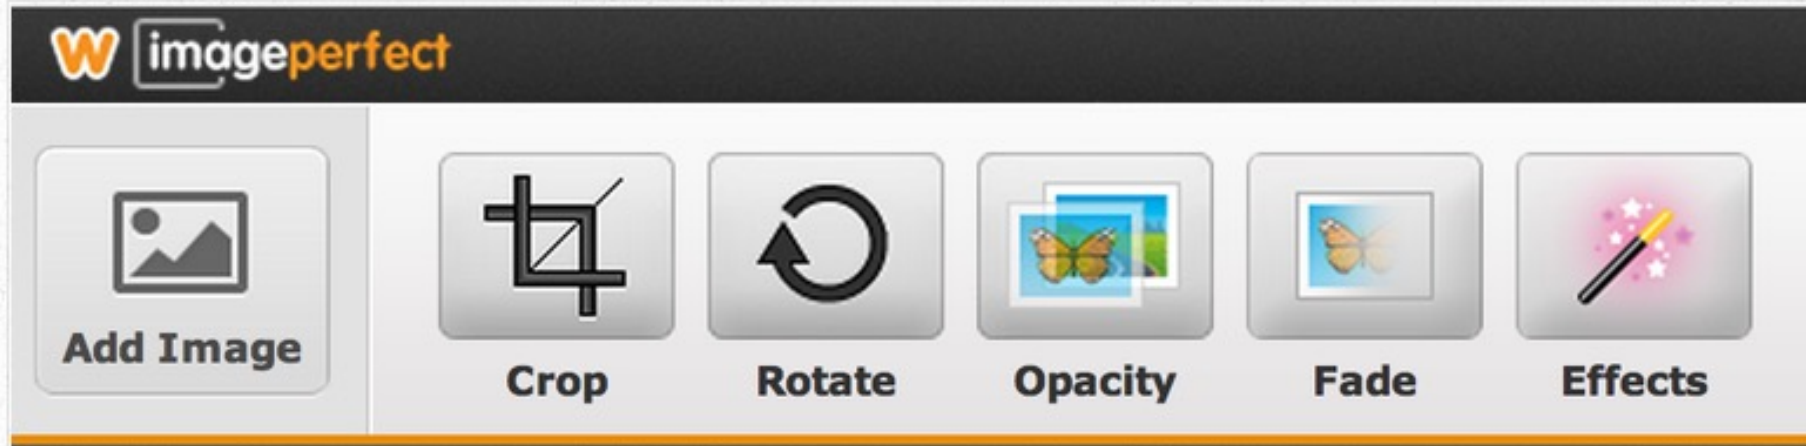 W imageperfect
Add Image
Crop
Rotate
Opacity
Fade
Effects